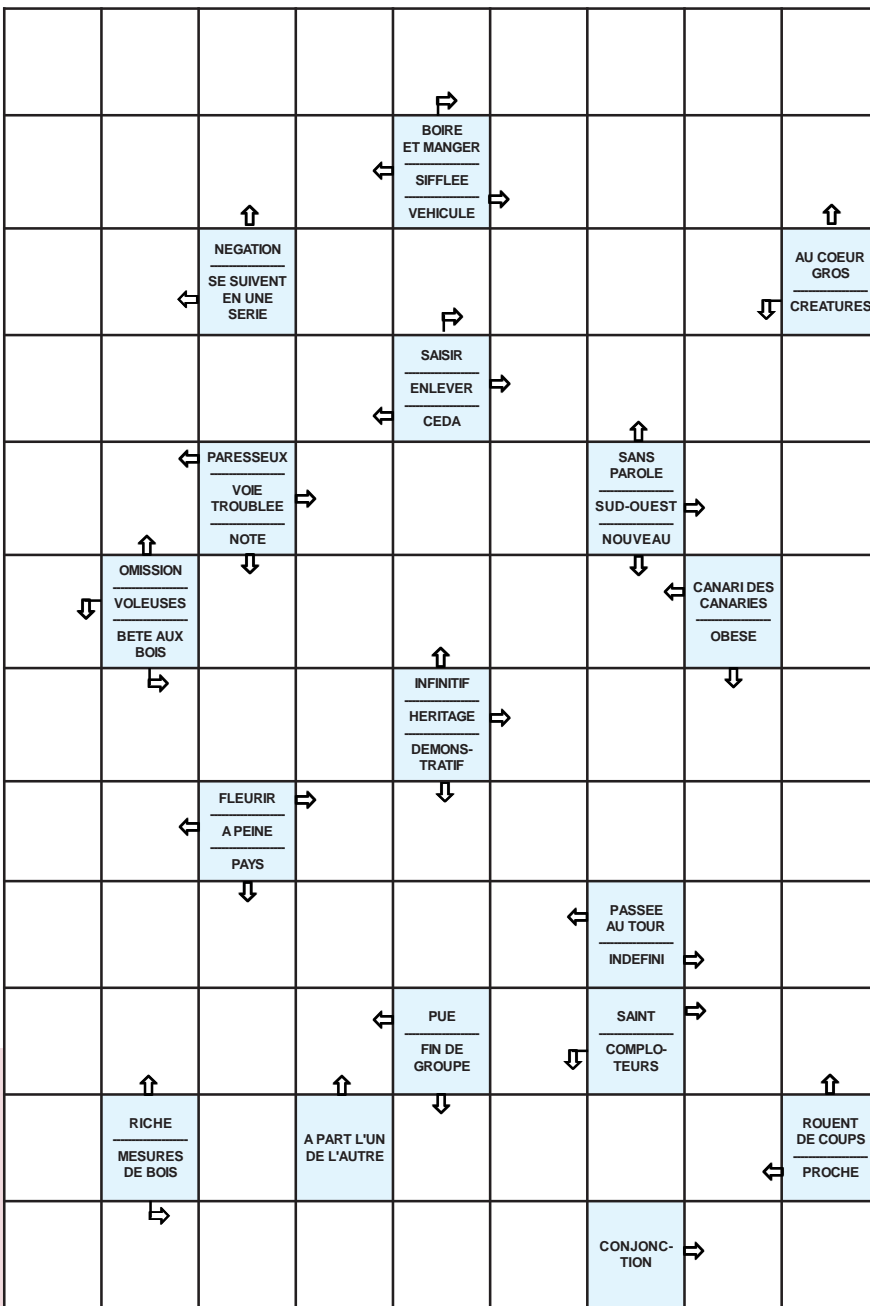 BOIRE
ET MANGER
SIFFLEE
VEHICULE
NEGATION
SE SUIVENT
EN UNE
SERIE
AU COEUR
GROS
CREATURES
SAISIR
ENLEVER
CEDA
PARESSEUX
VOIE
TROUBLEE
NOTE
SANS
PAROLE
SUD-OUEST
NOUVEAU
OMISSION
VOLEUSES
BETE AUX
BOIS
CANARI DES
CANARIES
OBESE
INFINITIF
HERITAGE
DEMONS-
TRATIF
FLEURIR
A PEINE
PAYS
PASSEE
AU TOUR
INDEFINI
PUE
FIN DE
GROUPE
SAINT
COMPLO-
TEURS
RICHE
MESURES
DE BOIS
A PART L'UN
DE L'AUTRE
ROUENT
DE COUPS
PROCHE
CONJONC-
TION